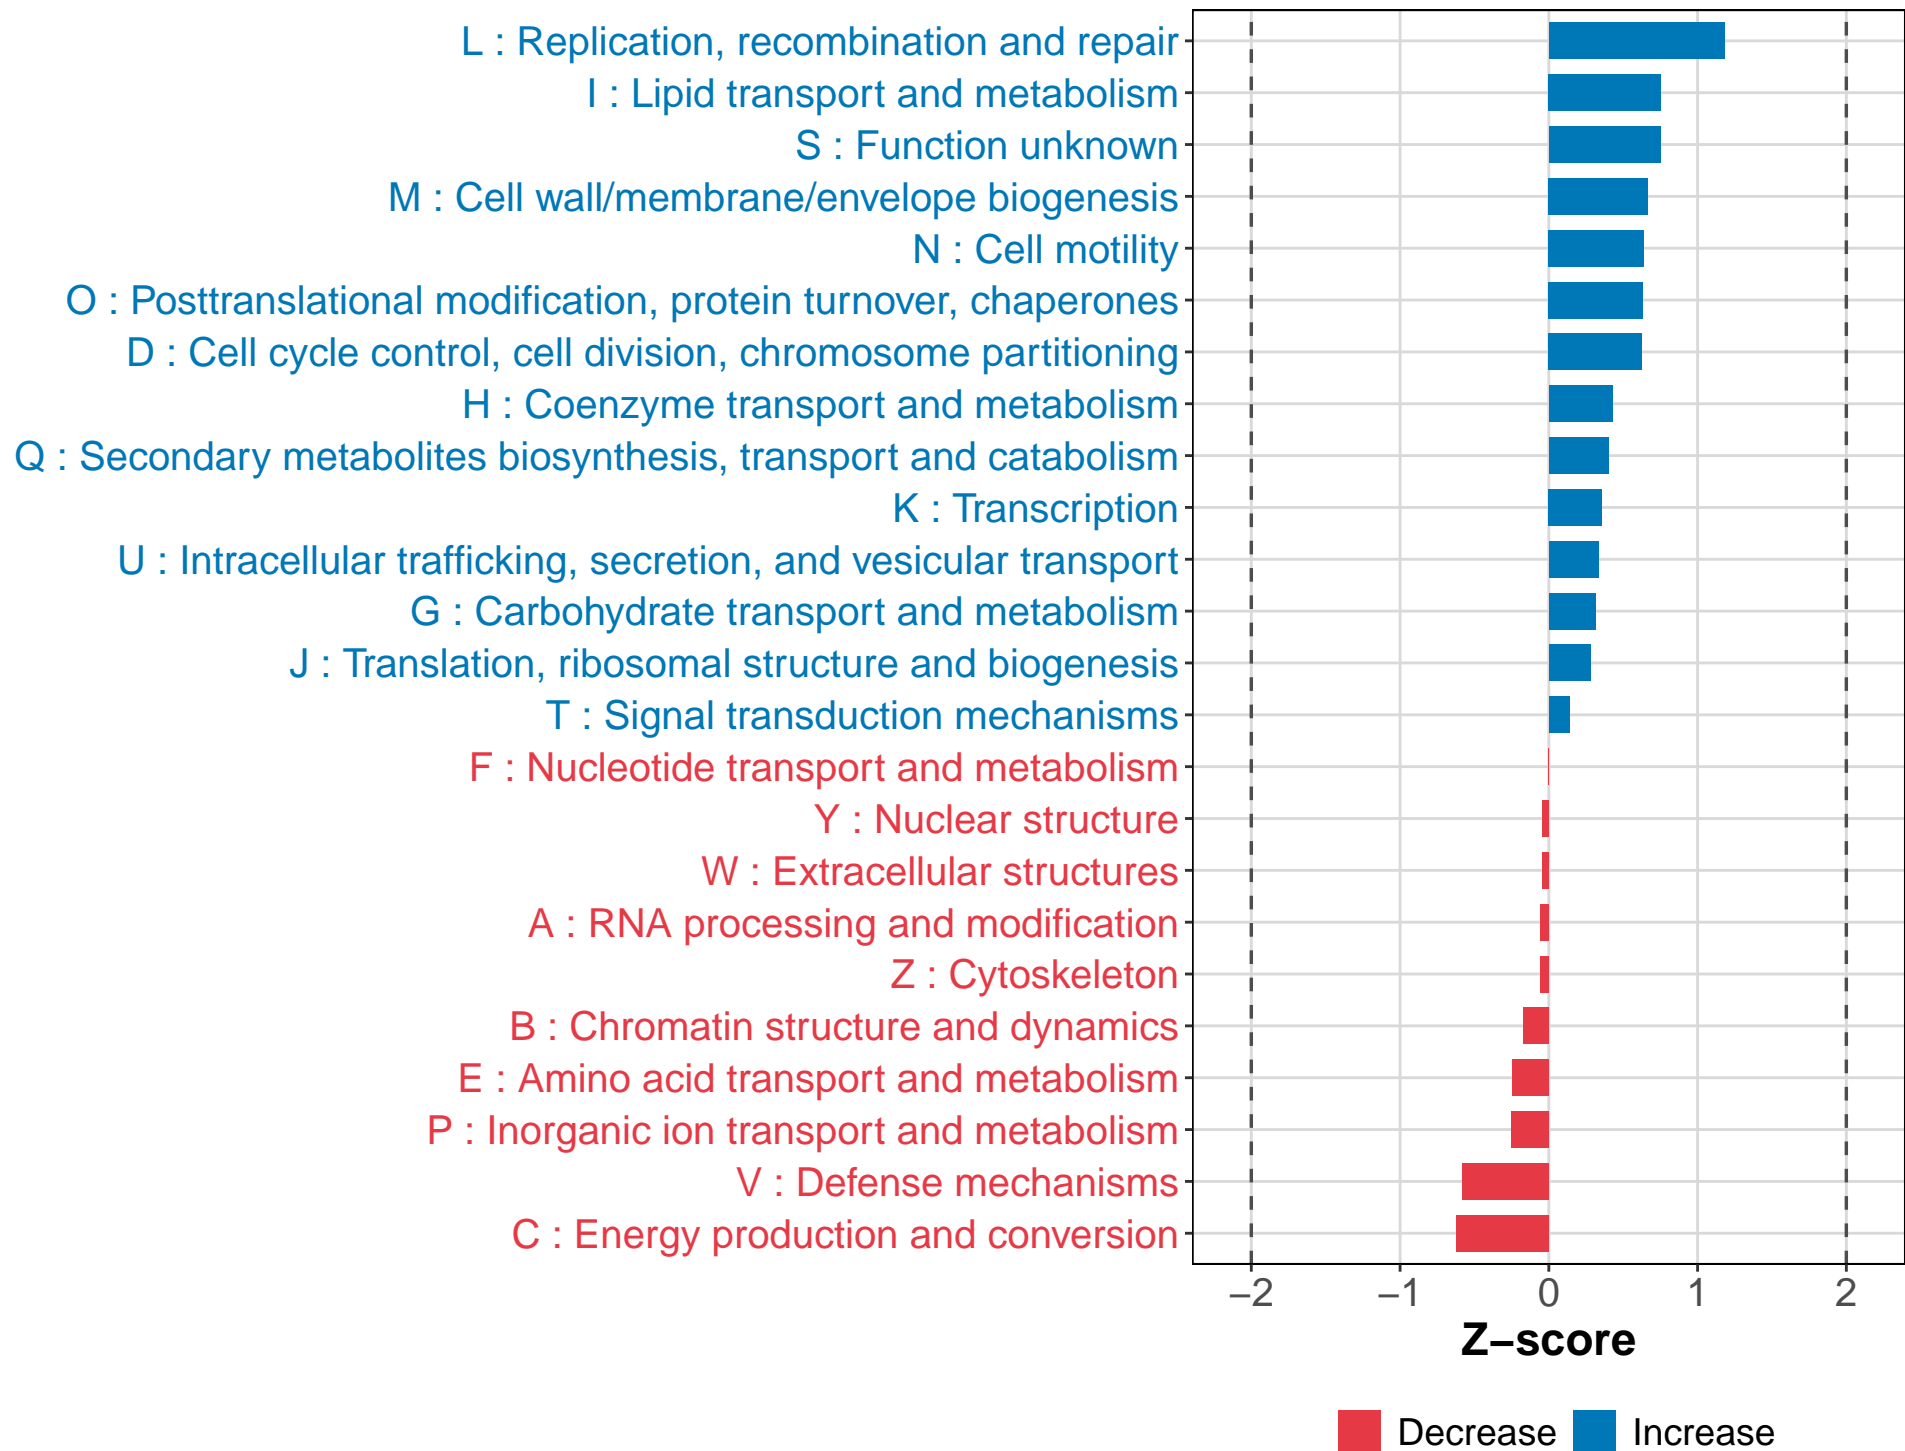 L : Replication, recombination and repair
I : Lipid transport and metabolism
S : Function unknown
M : Cell wall/membrane/envelope biogenesis
N : Cell motility
O : Posttranslational modification, protein turnover, chaperones
D : Cell cycle control, cell division, chromosome partitioning
H : Coenzyme transport and metabolism
Q : Secondary metabolites biosynthesis, transport and catabolism
K : Transcription
U : Intracellular trafficking, secretion, and vesicular transport
G : Carbohydrate transport and metabolism
J : Translation, ribosomal structure and biogenesis
T : Signal transduction mechanisms
F : Nucleotide transport and metabolism
Y : Nuclear structure
W : Extracellular structures
A : RNA processing and modification
Z : Cytoskeleton
B : Chromatin structure and dynamics
E : Amino acid transport and metabolism
P : Inorganic ion transport and metabolism
V : Defense mechanisms
C : Energy production and conversion
−2 −1 0 1 2
Z−score
Decrease Increase